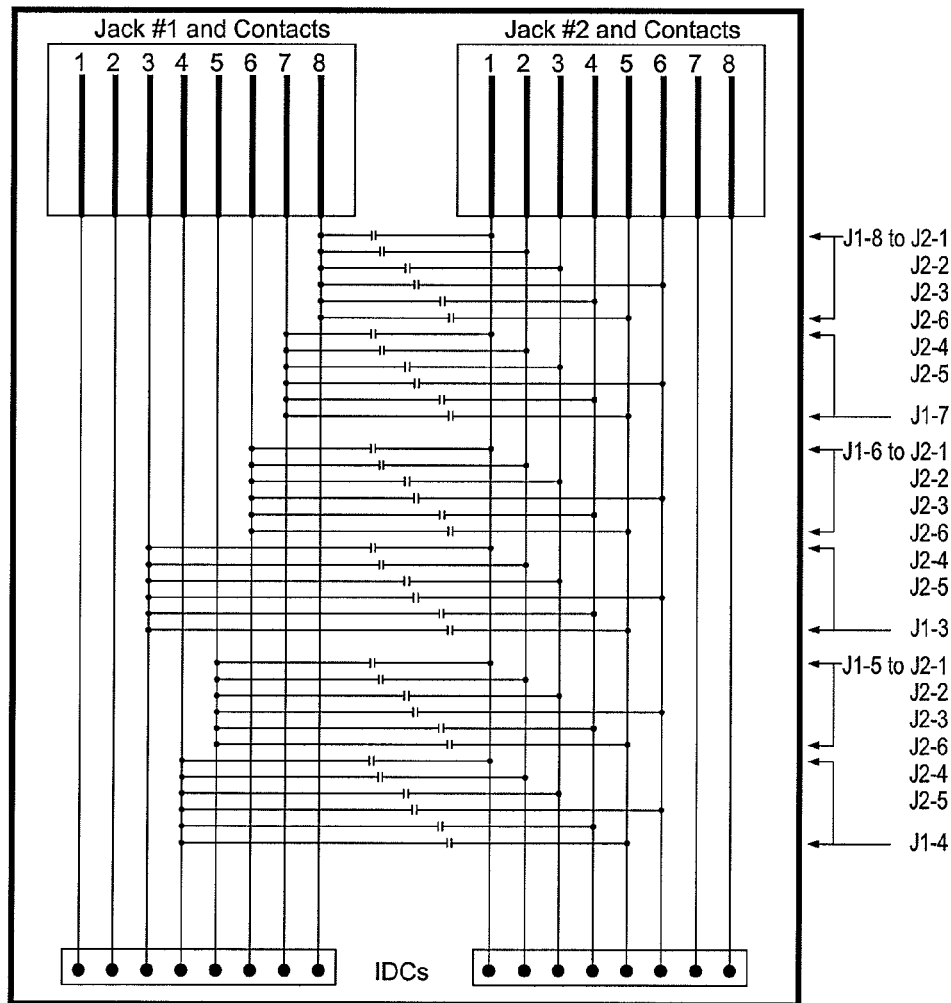 Jack #1 and Contacts
Jack #2 and Contacts
1 2 3 4 5 6 7 8
1 2 3 4 5 6 7 8
J1-8 to J2-1
J2-2
J2-3
J2-6
J2-4
J2-5
J1-7
J1-6 to J2-1
J2-2
J2-3
J2-6
J2-4
J2-5
J1-3
J1-5 to J2-1
J2-2
J2-3
J2-6
J2-4
J2-5
J1-4
IDCs